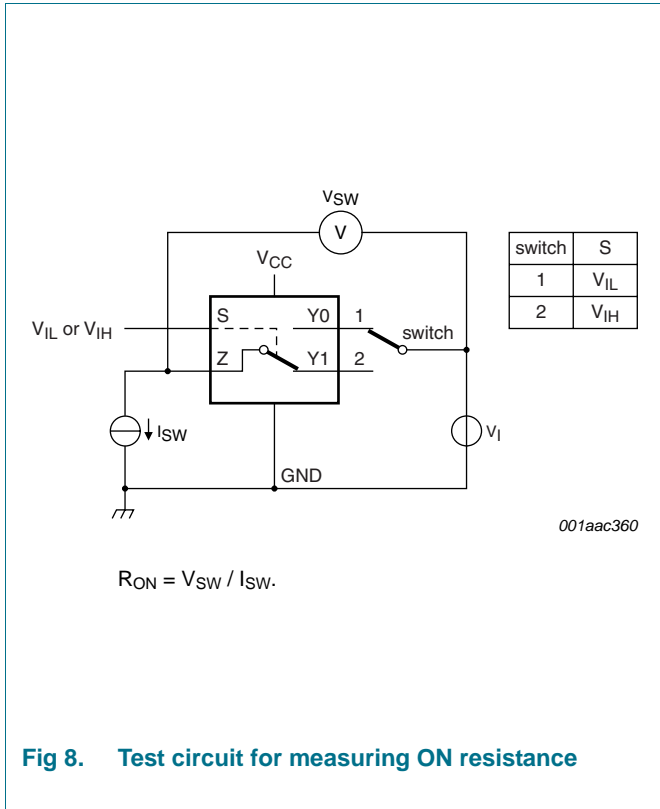 VSW
V
VCC
switch S
1 VIL
2 VIH
S Y0 1
VIL or VIH
switch
Z Y1 2
ISW
VI
GND
001aac360
RON = VSW / ISW.
Fig 8. Test circuit for measuring ON resistance